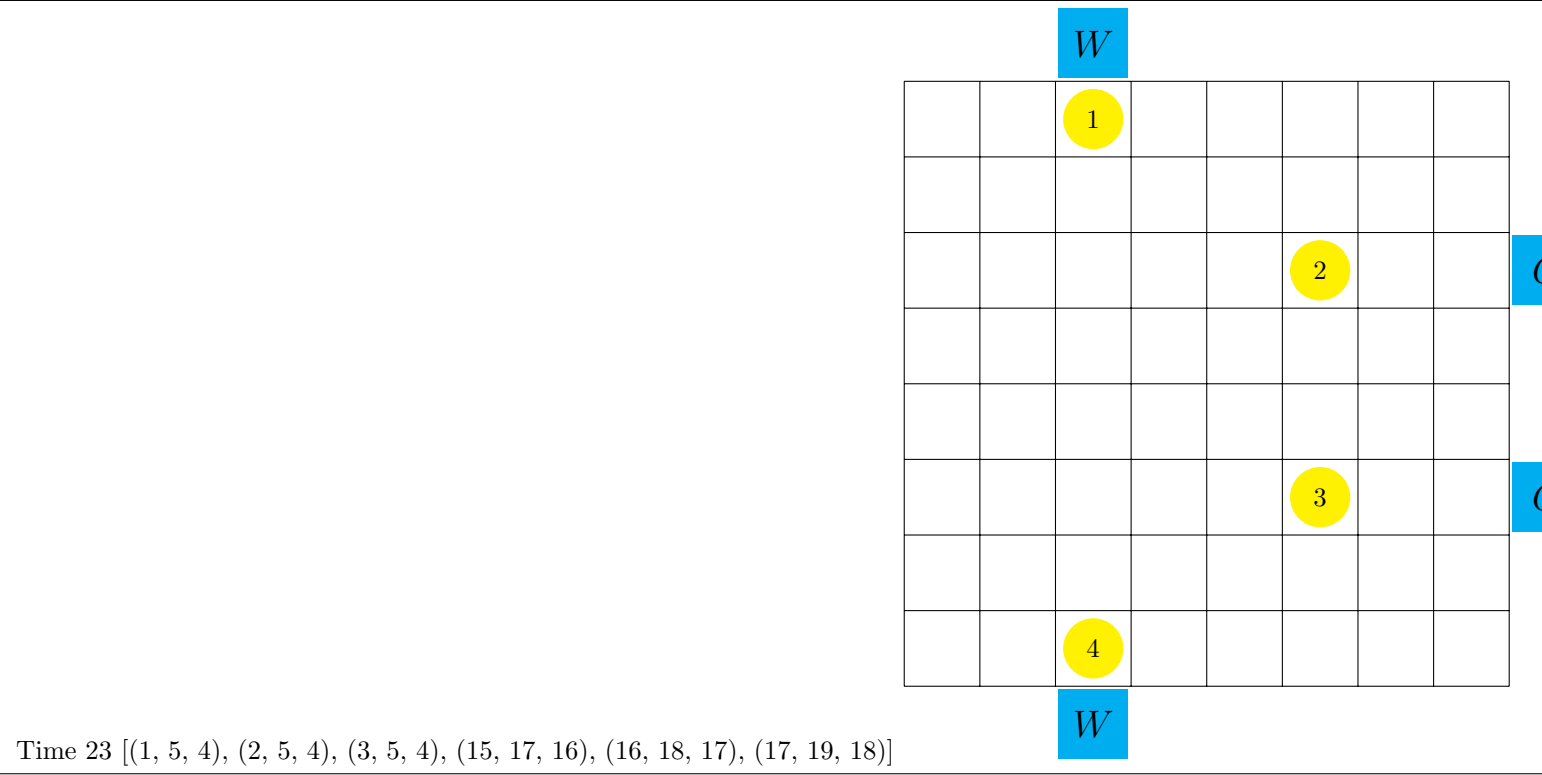 W
1
2
3
4
W
Time 23 [(1, 5, 4), (2, 5, 4), (3, 5, 4), (15, 17, 16), (16, 18, 17), (17, 19, 18)]